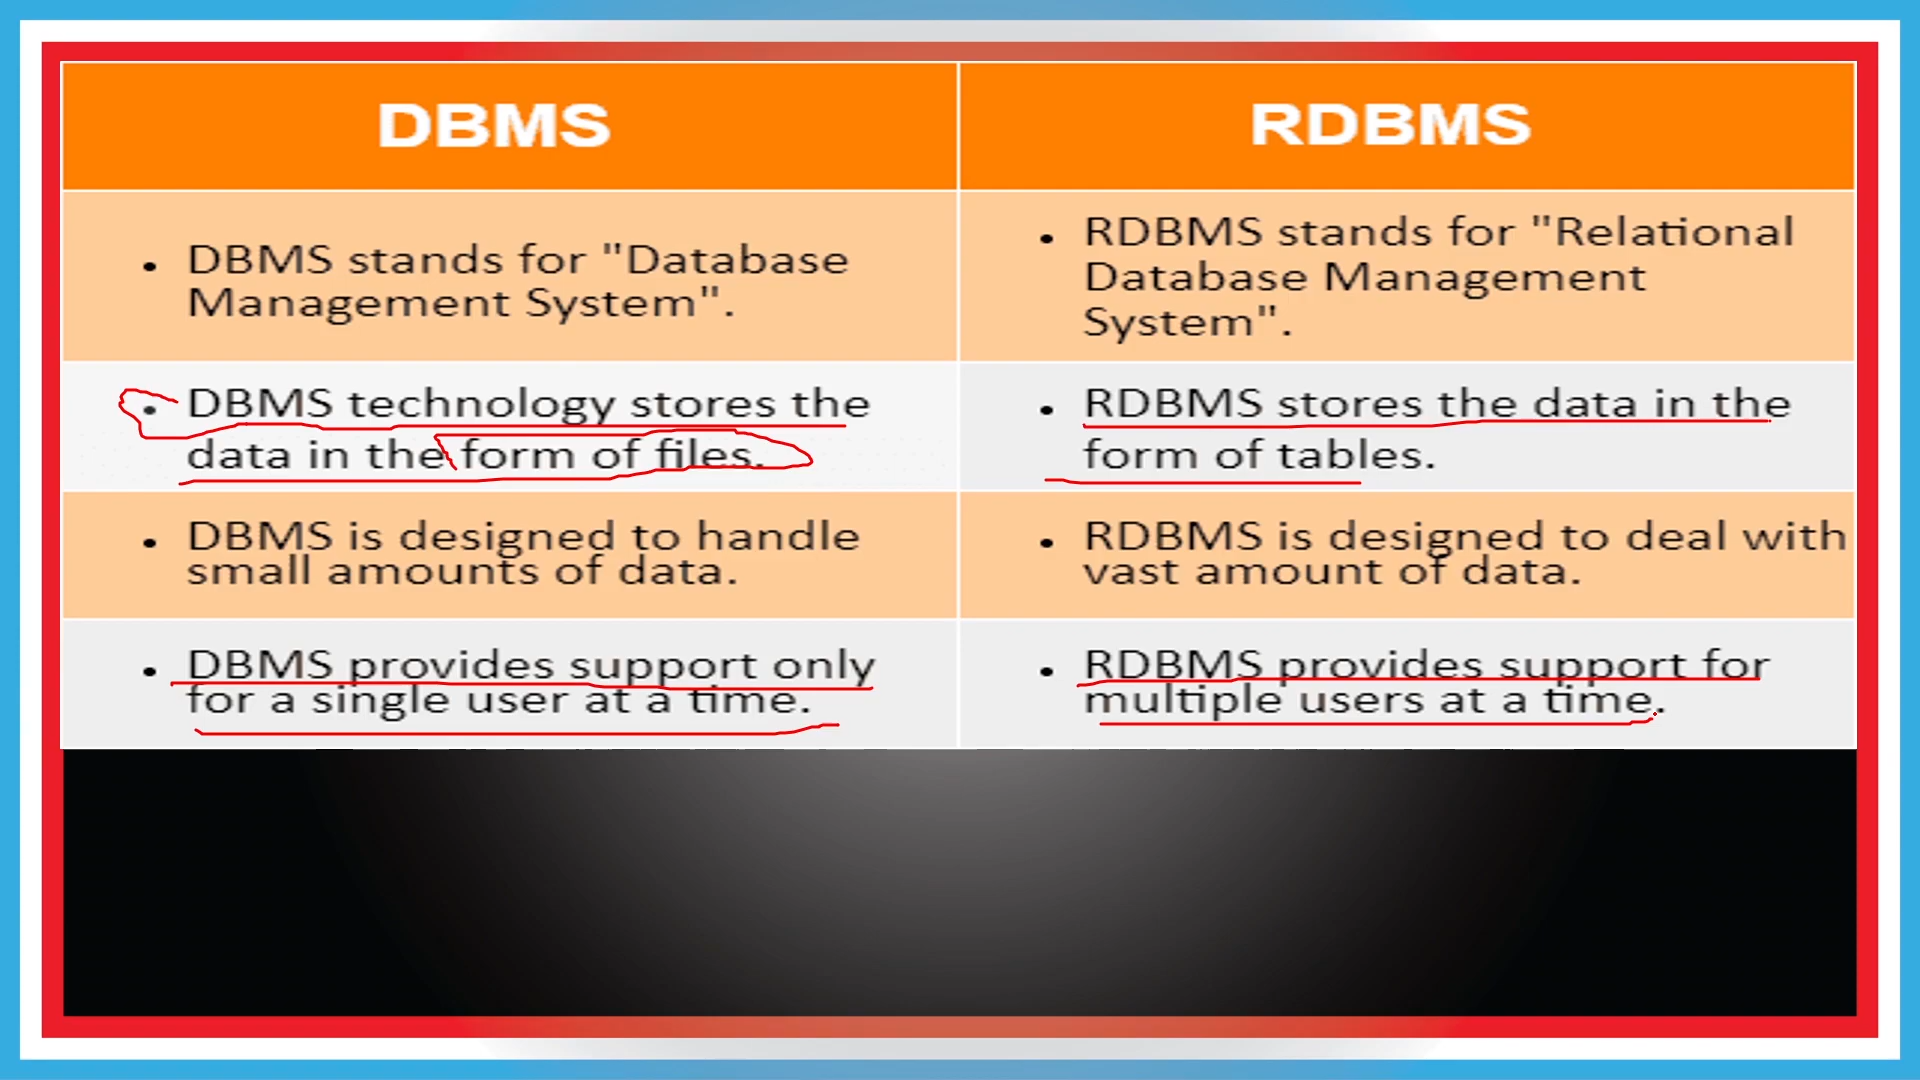 DBMS
RDBMS
• DBMS stands for "Database
Management System".
• RDBMS stands for "Relational
Database Management
System".
• DBMS technology stores the
data in the form of files.
• RDBMS stores the data in the
form of tables.
• DBMS is designed to handle
small amounts of data.
• RDBMS is designed to deal with
vast amount of data.
• DBMS provides support only
for a single user at a time.
• RDBMS provides support for
multiple users at a time.